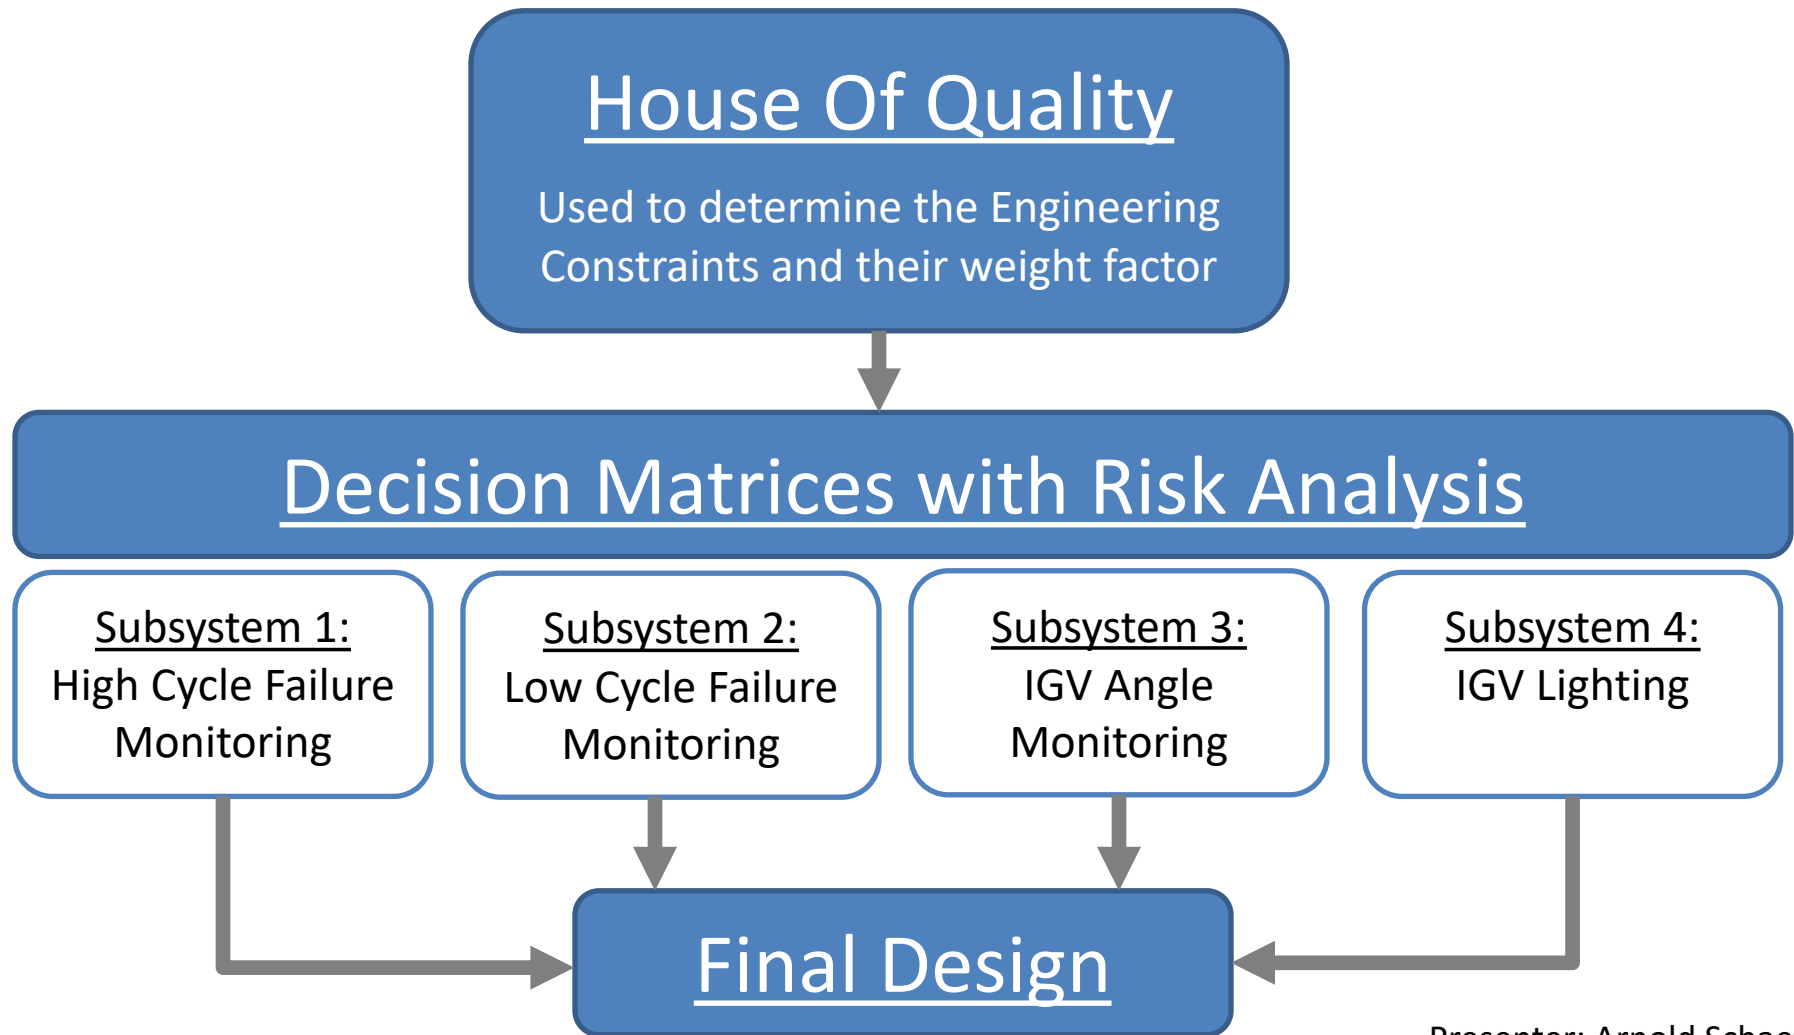 House Of Quality
Used to determine the Engineering
Constraints and their weight factor
Decision Matrices with Risk Analysis
Subsystem 1:
High Cycle Failure
Monitoring
Subsystem 2:
Low Cycle Failure
Monitoring
Subsystem 3:
IGV Angle
Monitoring
Subsystem 4:
IGV Lighting
Final Design
Presenter: Arnold